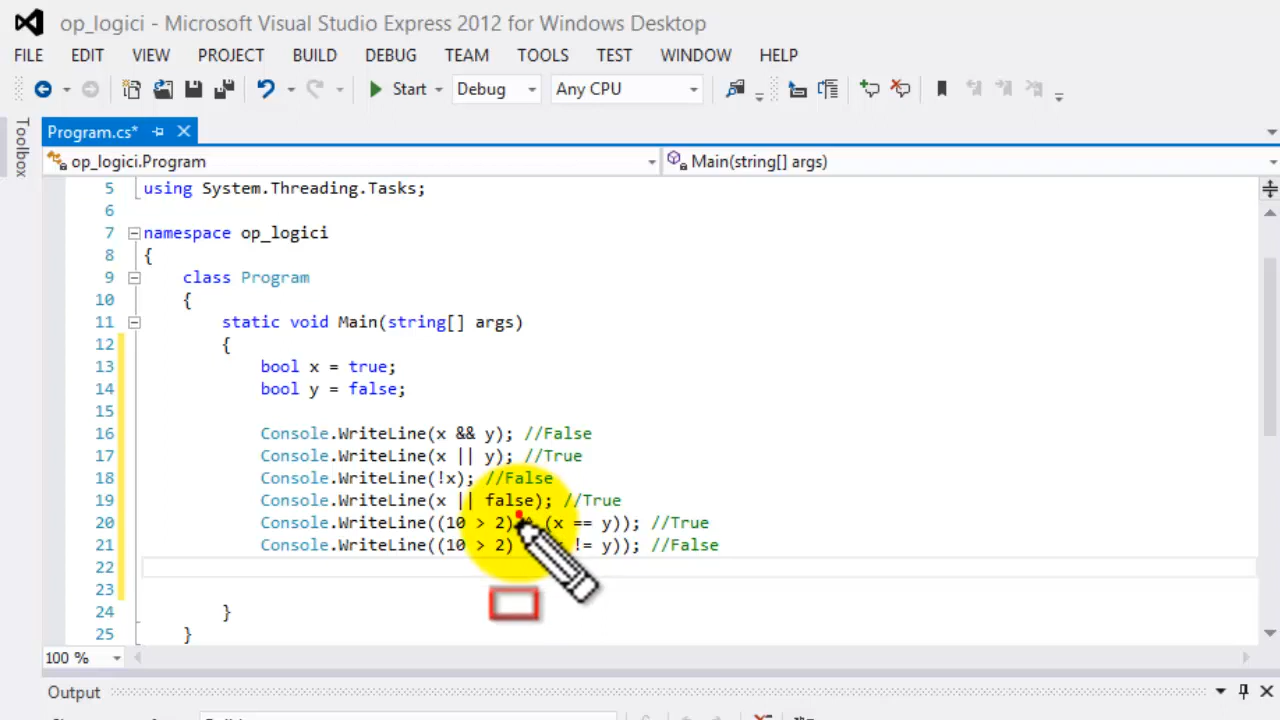 op_logici - Microsoft Visual Studio Express 2012 for Windows Desktop
FILE EDIT VIEW PROJECT BUILD DEBUG TEAM TOOLS TEST WINDOW HELP
Start Debug Any CPU
Toolbox
Program.cs*
op_logici.Program Main(string[] args)
5 using System.Threading.Tasks;
6
7 namespace op_logici
8 {
9 class Program
10 {
11 static void Main(string[] args)
12 {
13 bool x = true;
14 bool y = false;
15
16 Console.WriteLine(x && y); //False
17 Console.WriteLine(x || y); //True
18 Console.WriteLine(!x); //False
19 Console.WriteLine(x || false); //True
20 Console.WriteLine((10 > 2) ^ (x == y)); //True
21 Console.WriteLine((10 > 2) != y)); //False
22
23
24 }
25 }
100 %
Output